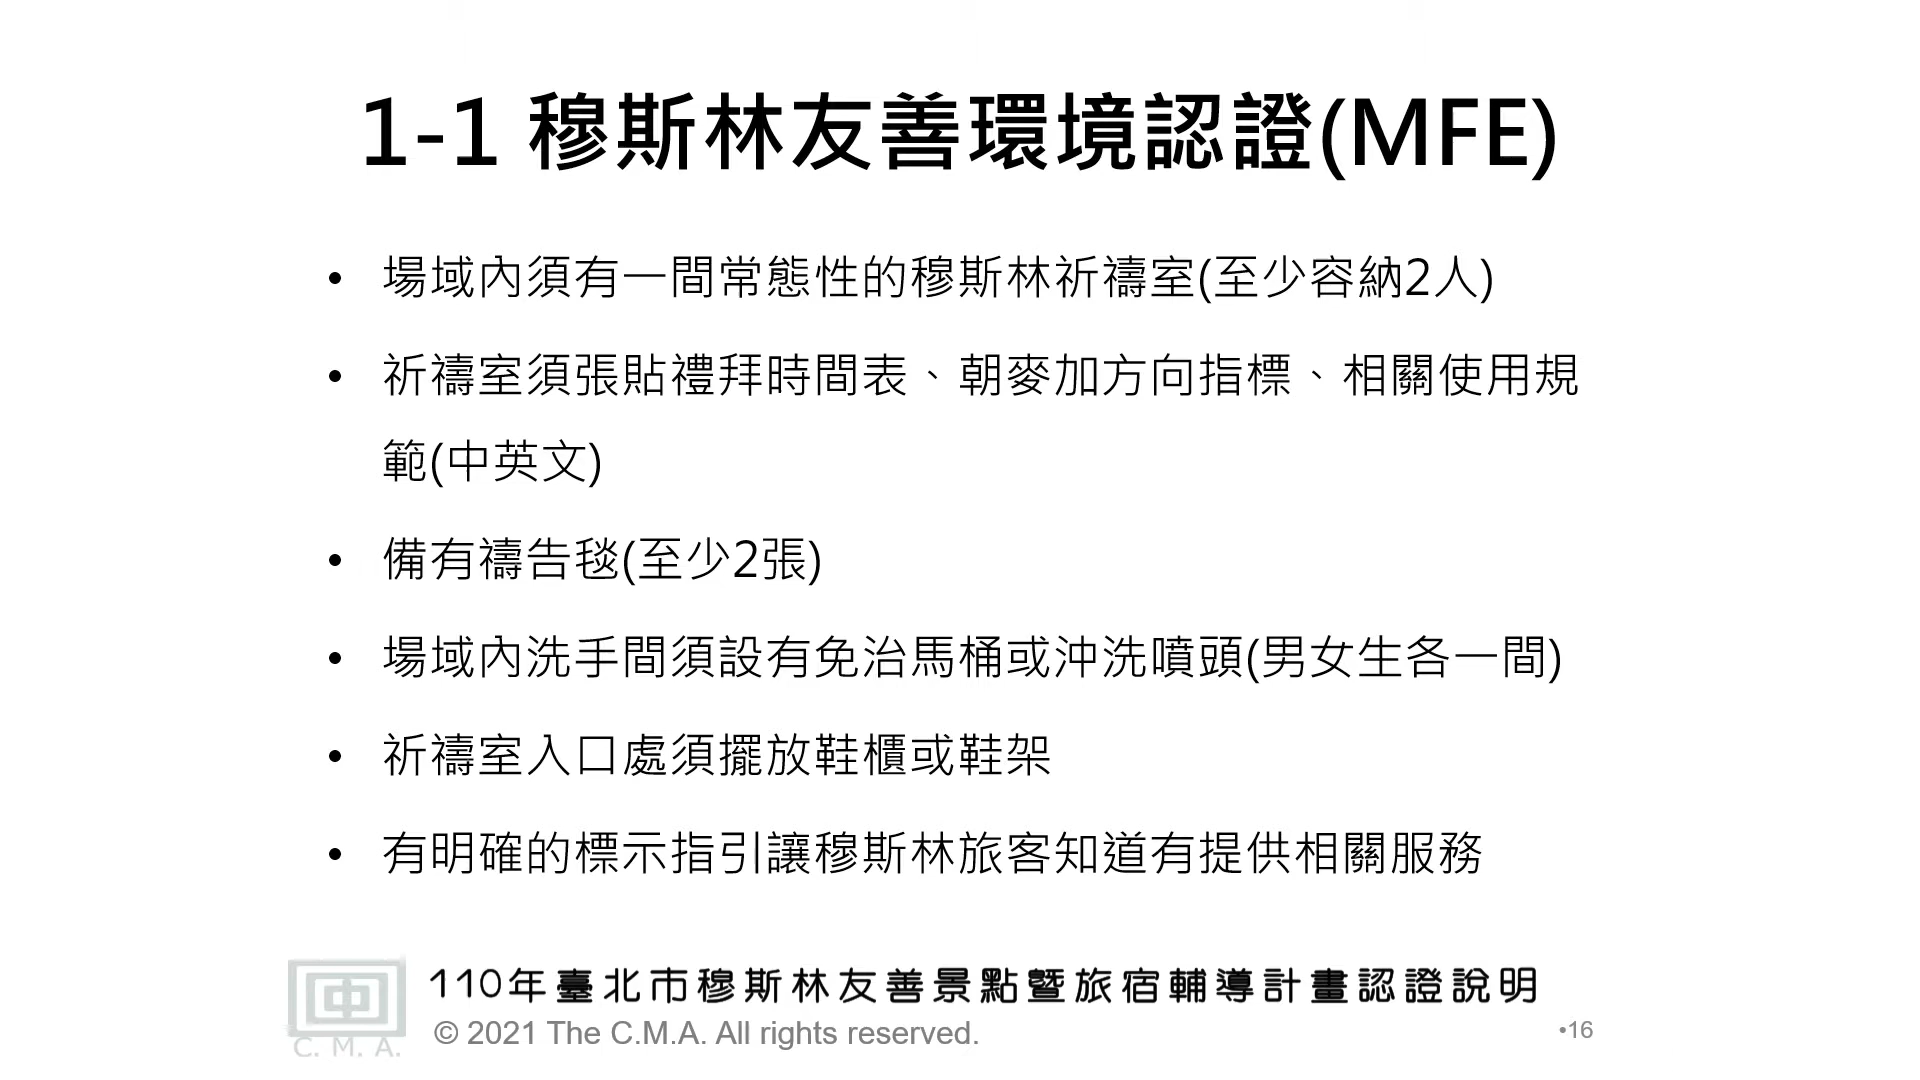 1-1 穆斯林友善環境認證(MFE)
• 場域內須有一間常態性的穆斯林祈禱室(至少容納2人)
• 祈禱室須張貼禮拜時間表、朝麥加方向指標、相關使用規
範(中英文)
• 備有禱告毯(至少2張)
• 場域內洗手間須設有免治馬桶或沖洗噴頭(男女生各一間)
• 祈禱室入口處須擺放鞋櫃或鞋架
• 有明確的標示指引讓穆斯林旅客知道有提供相關服務
中
C. M. A.
110年臺北市穆斯林友善景點暨旅宿輔導計畫認證說明
© 2021 The C.M.A. All rights reserved.
•16